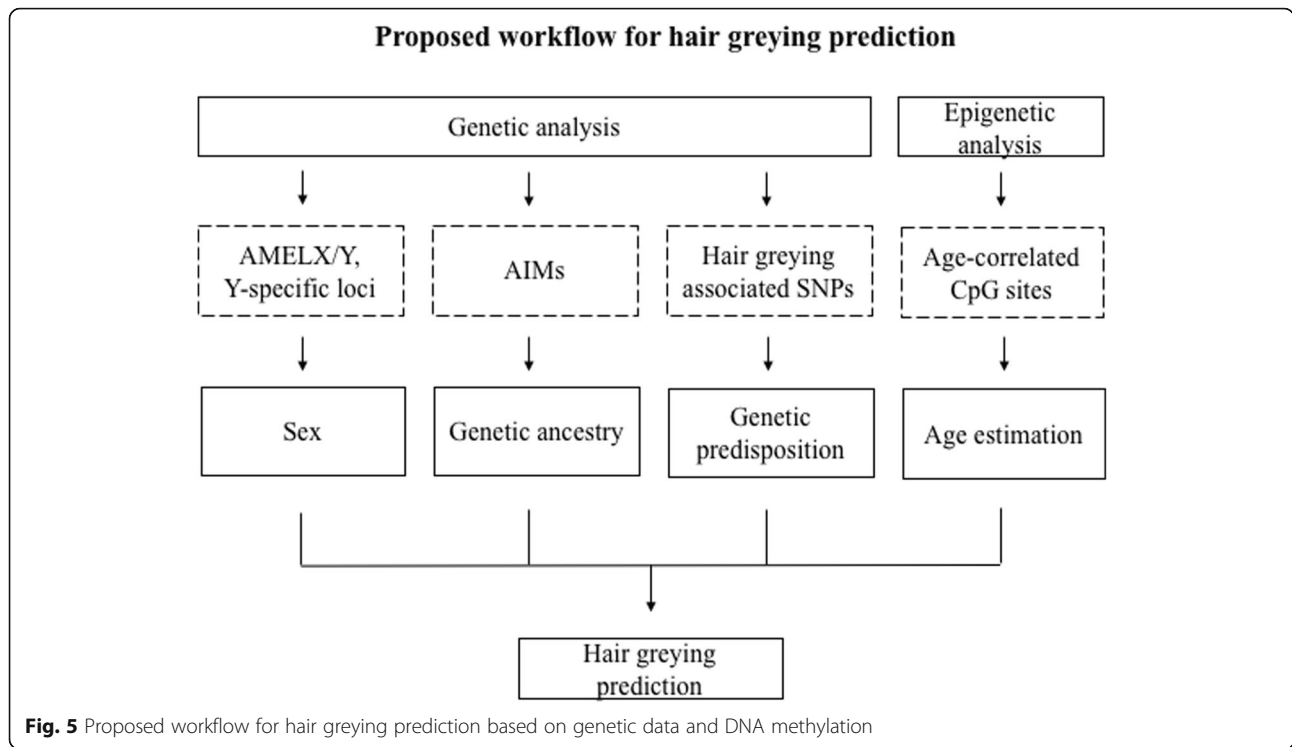 Proposed workflow for hair greying prediction
Genetic analysis
Epigenetic
analysis
AMELX/Y,
Y-specific loci
AIMs
Hair greying
associated SNPs
Age-correlated
CpG sites
Sex
Genetic ancestry
Genetic
predisposition
Age estimation
Hair greying
prediction
Fig. 5 Proposed workflow for hair greying prediction based on genetic data and DNA methylation